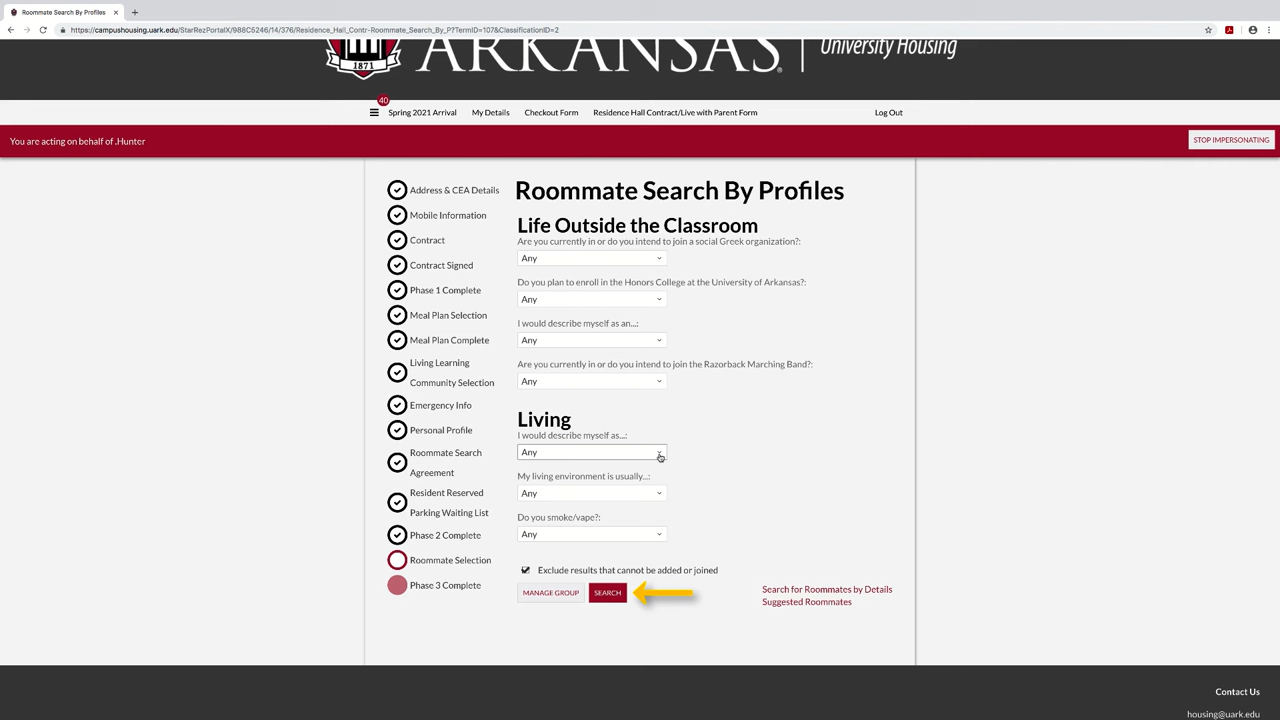 Roommate Search By Profiles
https://campushousing.uark.edu/StarRezPortalX/988C5246/14/376/Residence_Hall_Contr-Roommate_Search_By_P?TermID=107&ClassificationID=2
1871
ARKANSAS
University Housing
40
Spring 2021 Arrival
My Details
Checkout Form
Residence Hall Contract/Live with Parent Form
Log Out
You are acting on behalf of .Hunter
STOP IMPERSONATING
Address & CEA Details
Mobile Information
Contract
Contract Signed
Phase 1 Complete
Meal Plan Selection
Meal Plan Complete
Living Learning
Community Selection
Emergency Info
Personal Profile
Roommate Search
Agreement
Resident Reserved
Parking Waiting List
Phase 2 Complete
Roommate Selection
Phase 3 Complete
Roommate Search By Profiles
Life Outside the Classroom
Are you currently in or do you intend to join a social Greek organization?:
Any
Do you plan to enroll in the Honors College at the University of Arkansas?:
Any
I would describe myself as an...:
Any
Are you currently in or do you intend to join the Razorback Marching Band?:
Any
Living
I would describe myself as...:
Any
My living environment is usually...:
Any
Do you smoke/vape?:
Any
Exclude results that cannot be added or joined
MANAGE GROUP
SEARCH
Search for Roommates by Details
Suggested Roommates
Contact Us
housing@uark.edu